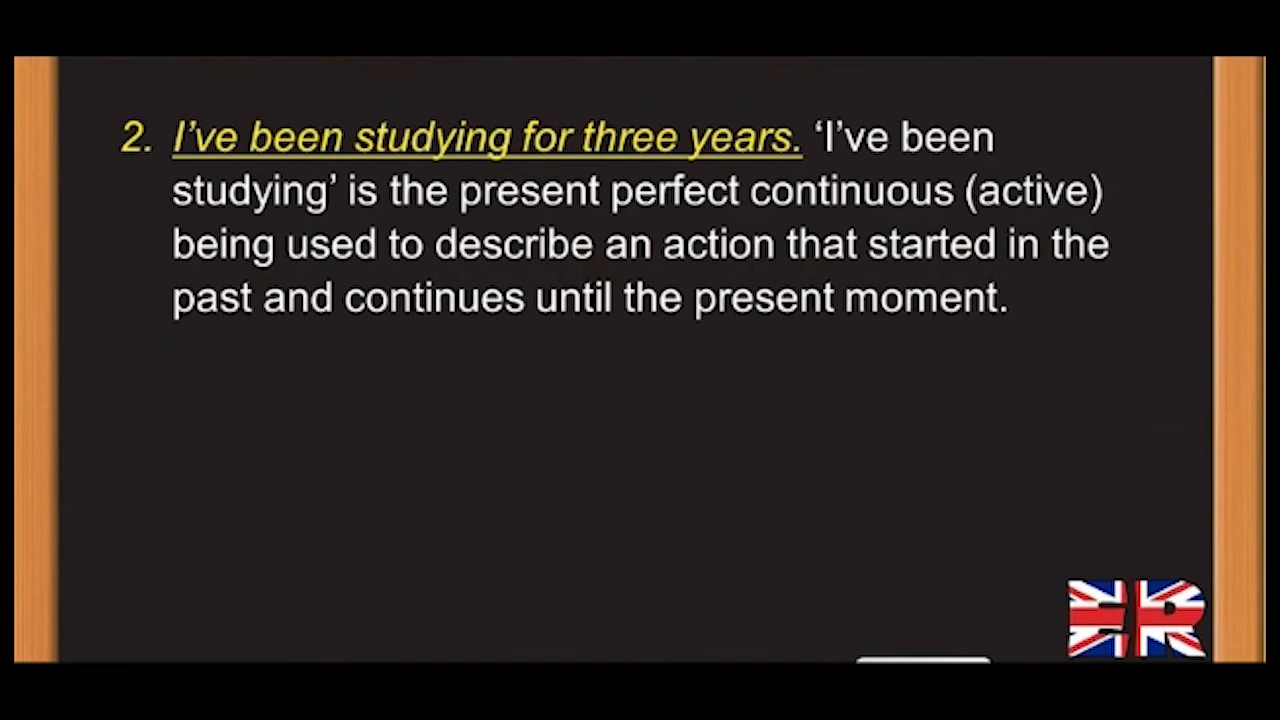 2. I've been studying for three years. ‘I’ve been
studying’ is the present perfect continuous (active)
being used to describe an action that started in the
past and continues until the present moment.
ER